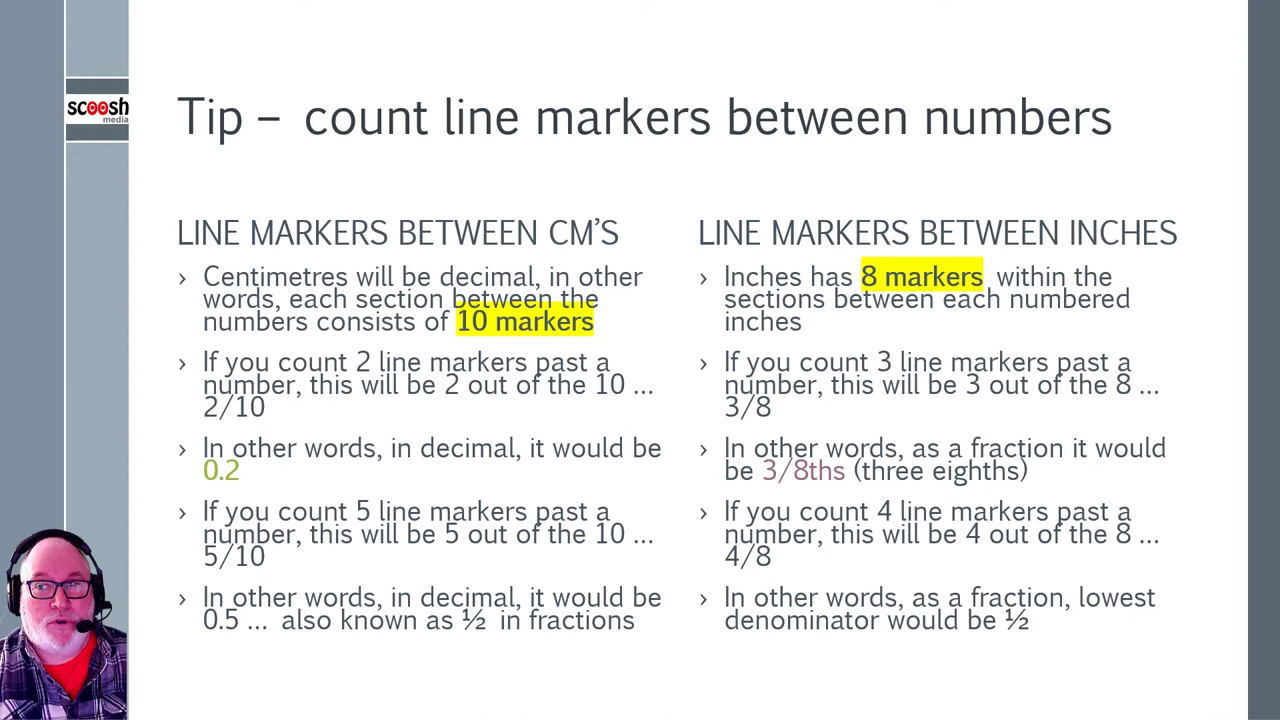 scoosh
media
Tip – count line markers between numbers
LINE MARKERS BETWEEN CM'S
› Centimetres will be decimal, in other
words, each section between the
numbers consists of 10 markers
› If you count 2 line markers past a
number, this will be 2 out of the 10 …
2/10
› In other words, in decimal, it would be
0.2
› If you count 5 line markers past a
number, this will be 5 out of the 10 …
5/10
› In other words, in decimal, it would be
0.5 … also known as ½ in fractions
LINE MARKERS BETWEEN INCHES
› Inches has 8 markers within the
sections between each numbered
inches
› If you count 3 line markers past a
number, this will be 3 out of the 8 …
3/8
› In other words, as a fraction it would
be 3/8ths (three eighths)
› If you count 4 line markers past a
number, this will be 4 out of the 8 …
4/8
› In other words, as a fraction, lowest
denominator would be ½